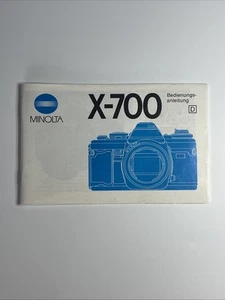 MINOLTA
X-700
Bedienungs-
anleitung
D